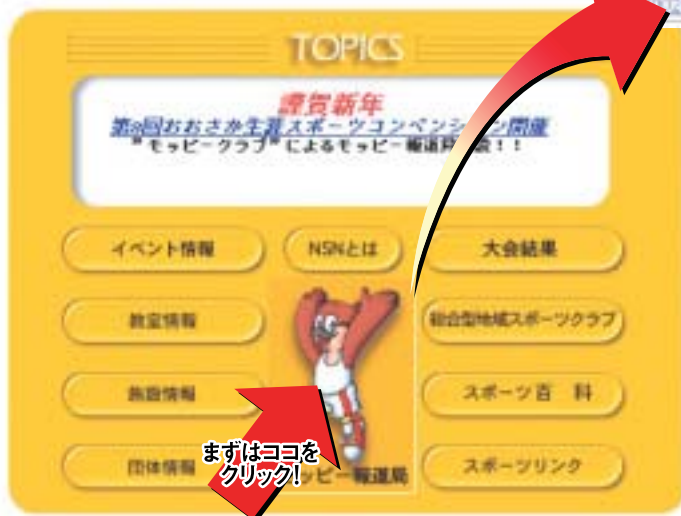 TOPICS
謹賀新年
第9回おおさか生涯スポーツコンベンション開催
"モッピークラブ"によるモッピー報道局 設!!
イベント情報
NSNとは
大会結果
教室情報
総合型地域スポーツクラブ
施設情報
スポーツ百 科
まずはココを
クリック!
団体情報
ッピー報道局
スポーツリンク